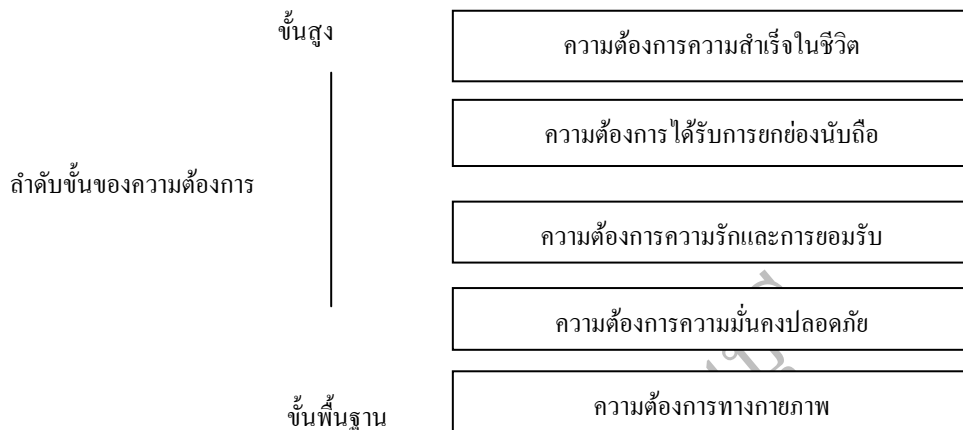 ขั้นสูง
ความต้องการความสำเร็จในชีวิต
ความต้องการได้รับการยกย่องนับถือ
ลำดับขั้นของความต้องการ
ความต้องการความรักและการยอมรับ
ความต้องการความมั่นคงปลอดภัย
ความต้องการทางกายภาพ
ขั้นพื้นฐาน